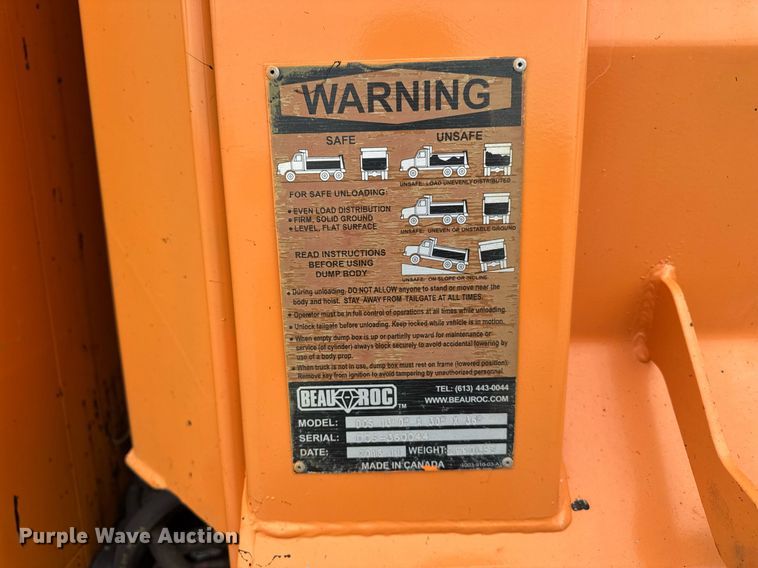 WARNING
SAFE
UNSAFE
UNSAFE: LOAD UNEVENLY DISTRIBUTED
FOR SAFE UNLOADING:
• EVEN LOAD DISTRIBUTION
• FIRM, SOLID GROUND
• LEVEL, FLAT SURFACE
UNSAFE: UNEVEN OR UNSTABLE GROUND
READ INSTRUCTIONS
BEFORE USING
DUMP BODY
UNSAFE: ON SLOPE OR INCLINE
• During unloading, DO NOT ALLOW anyone to stand or move near the
body and hoist. STAY AWAY FROM TAILGATE AT ALL TIMES.
• Operator must be in full control of operations at all times while unloading.
• Unlock tailgate before unloading. Keep locked while vehicle is in motion.
• When empty dump box is up or partially upward for maintenance or
service (of cylinder) always block securely to avoid accidental lowering by
use of a body prop.
• When truck is not in use, dump box must rest on frame (lowered position).
Remove key from ignition to avoid tampering by unauthorized personnel.
BEAU ROC TM
TEL: (613) 443-0044
WWW.BEAUROC.COM
MODEL:
SERIAL:
DATE:
WEIGHT:
MADE IN CANADA
Purple Wave Auction